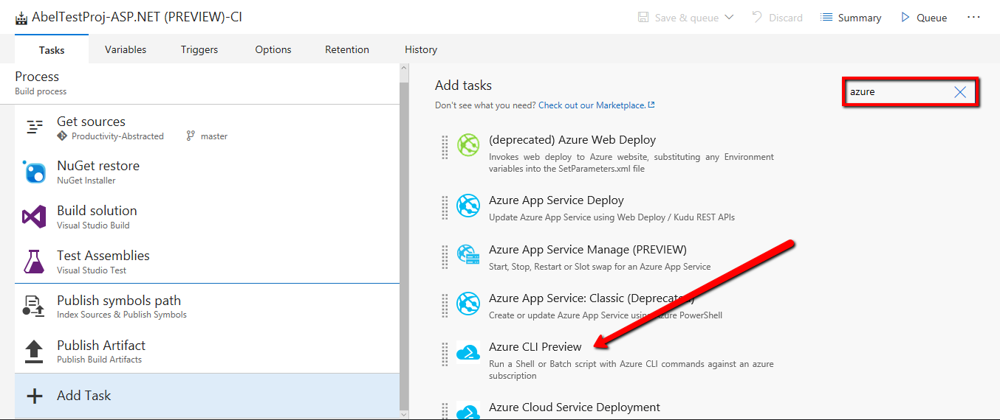 AbelTestProj-ASP.NET (PREVIEW)-CI
Save & queue
Discard
Summary
Queue
...
Tasks
Variables
Triggers
Options
Retention
History
Process
Build process
Get sources
Productivity-Abstracted
master
NuGet restore
NuGet Installer
Build solution
Visual Studio Build
Test Assemblies
Visual Studio Test
Publish symbols path
Index Sources & Publish Symbols
Publish Artifact
Publish Build Artifacts
Add Task
Add tasks
azure
Don't see what you need? Check out our Marketplace.
(deprecated) Azure Web Deploy
Invokes web deploy to Azure website, substituting any Environment
variables into the SetParameters.xml file
Azure App Service Deploy
Update Azure App Service using Web Deploy / Kudu REST APIs
Azure App Service Manage (PREVIEW)
Start, Stop, Restart or Slot swap for an Azure App Service
Azure App Service: Classic (Deprecated)
Create or update Azure App Service using Azure PowerShell
Azure CLI Preview
Run a Shell or Batch script with Azure CLI commands against an azure
subscription
Azure Cloud Service Deployment